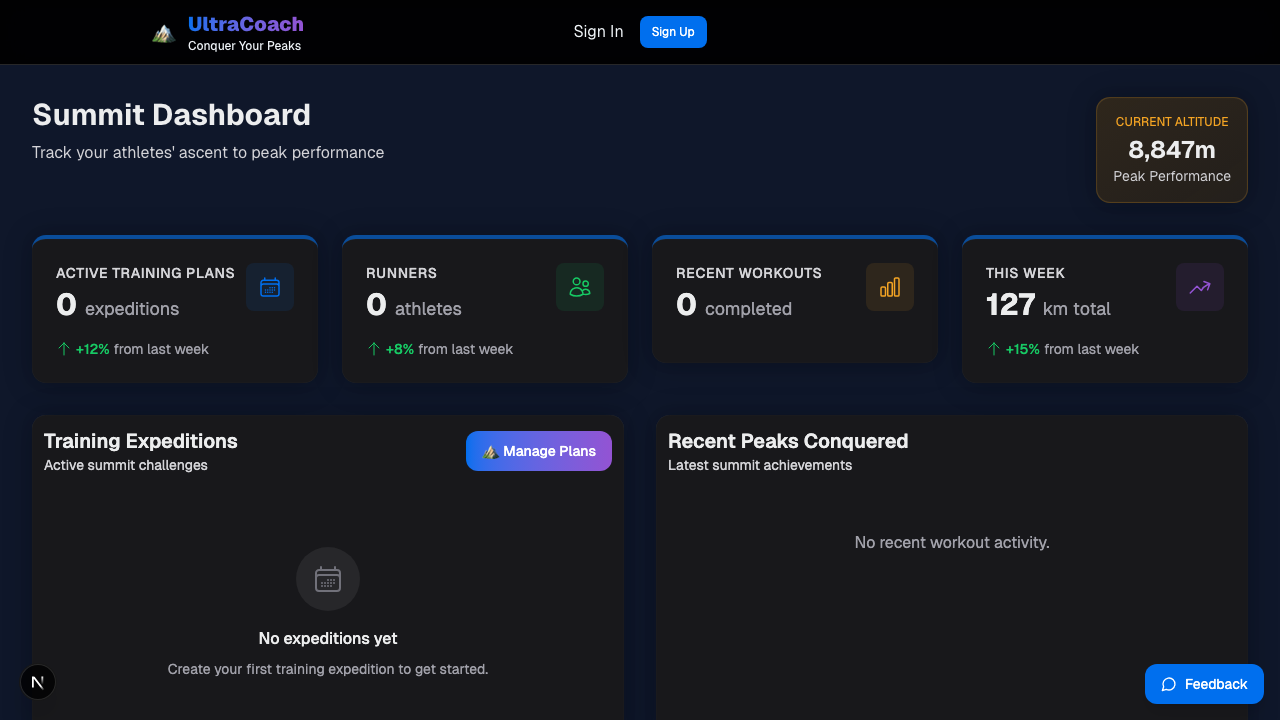 UltraCoach
Conquer Your Peaks
Sign In
Sign Up
Summit Dashboard
Track your athletes' ascent to peak performance
CURRENT ALTITUDE
8,847m
Peak Performance
ACTIVE TRAINING PLANS
0 expeditions
+12% from last week
RUNNERS
0 athletes
+8% from last week
RECENT WORKOUTS
0 completed
THIS WEEK
127 km total
+15% from last week
Training Expeditions
Active summit challenges
Manage Plans
No expeditions yet
Create your first training expedition to get started.
Recent Peaks Conquered
Latest summit achievements
No recent workout activity.
N
Feedback